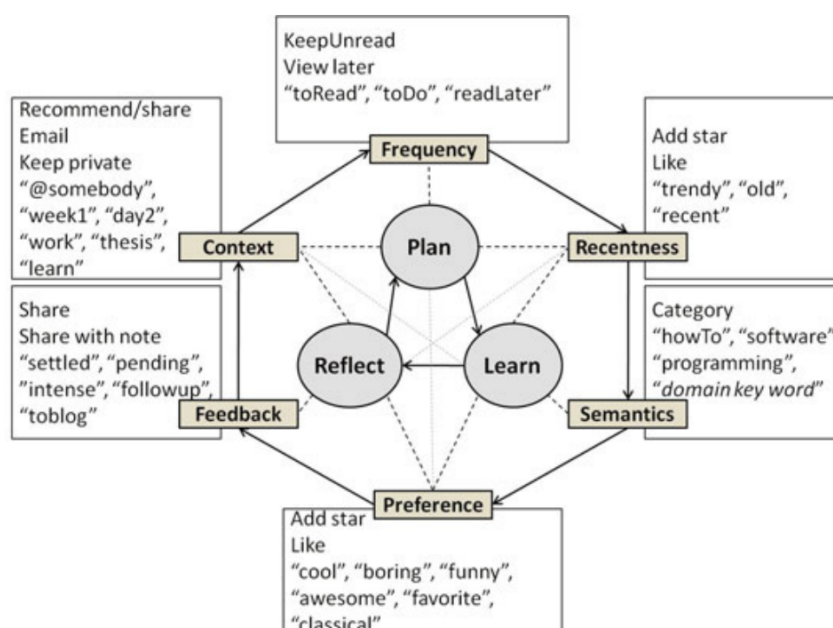 KeepUnread
View later
“toRead”, “toDo”, “readLater”
Frequency
Recommend/share
Email
Keep private
“@somebody”,
“week1”, “day2”,
“work”, “thesis”,
“learn”
Context
Add star
Like
“trendy”, “old”,
“recent”
Recentness
Plan
Reflect
Learn
Share
Share with note
“settled”, “pending”,
”intense”, “followup”,
“toblog”
Feedback
Category
“howTo”, “software”
“programming”,
“domain key word”
Semantics
Preference
Add star
Like
“cool”, “boring”, “funny”,
“awesome”, “favorite”,
“classical”